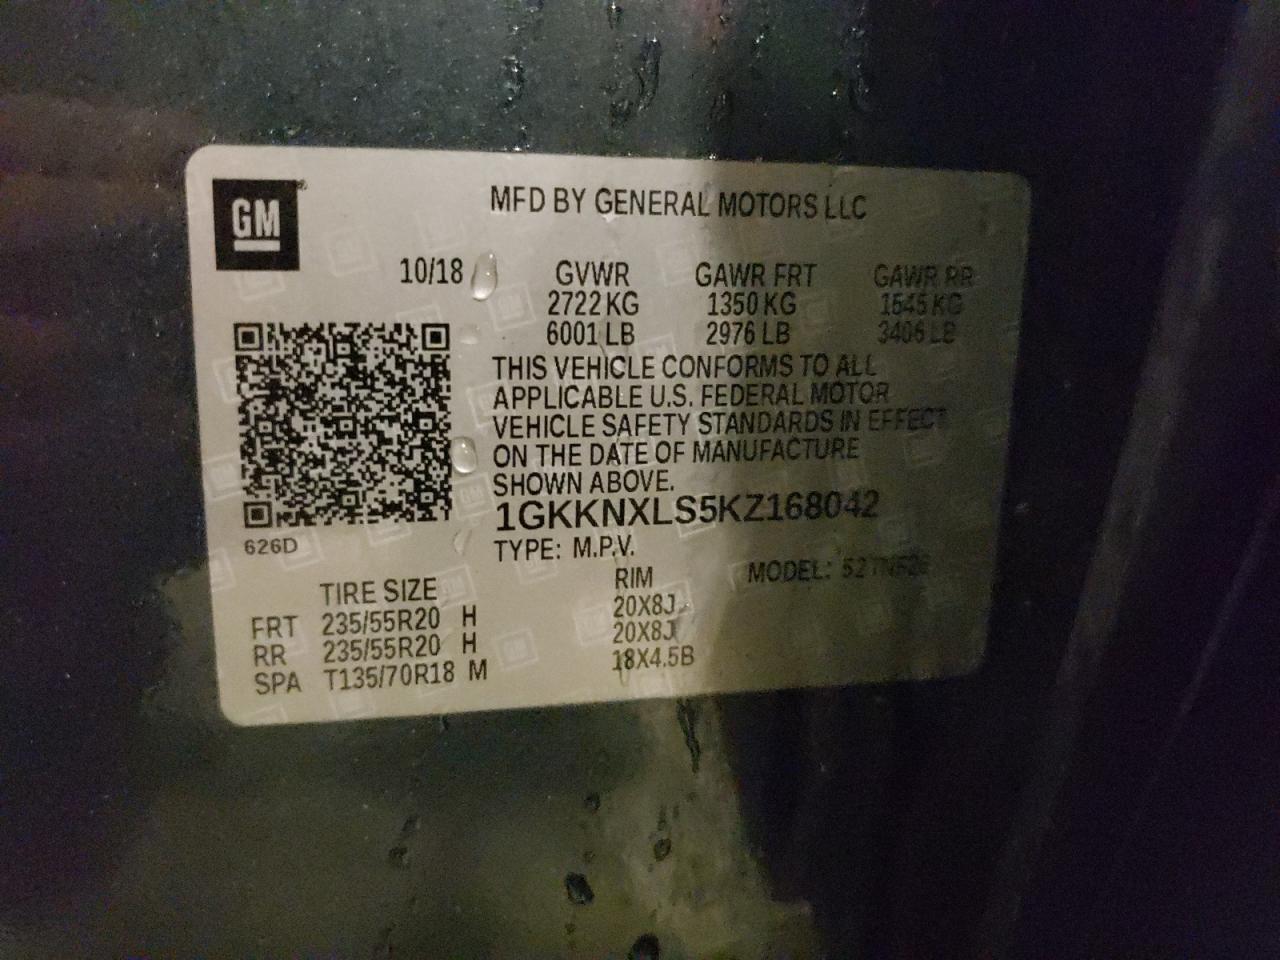 GM
MFD BY GENERAL MOTORS LLC
10/18 GVWR GAWR FRT GAWR RR
2722 KG 1350 KG 1545 KG
6001 LB 2976 LB 3406 LB
THIS VEHICLE CONFORMS TO ALL
APPLICABLE U.S. FEDERAL MOTOR
VEHICLE SAFETY STANDARDS IN EFFECT
ON THE DATE OF MANUFACTURE
SHOWN ABOVE.
1GKKNXLS5KZ168042
626D
TYPE: M.P.V.
MODEL:
TIRE SIZE RIM
FRT 235/55R20 H 20X8J
RR 235/55R20 H 20X8J
SPA T135/70R18 M 18X4.5B